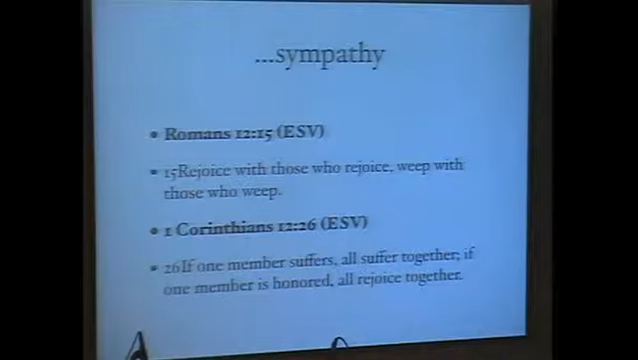 ...sympathy
• Romans 12:15 (ESV)
• 15Rejoice with those who rejoice, weep with
those who weep.
• 1 Corinthians 12:26 (ESV)
• 26If one member suffers, all suffer together; if
one member is honored, all rejoice together.